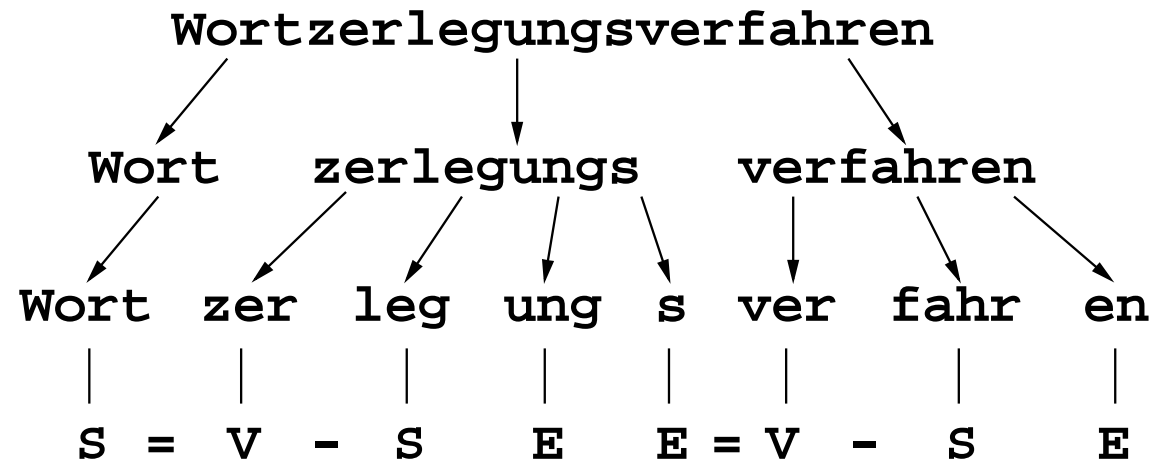 Wortzerlegungsverfahren
Wort zerlegungs verfahren
Wort zer leg ung s ver fahr en
S = V - S E E = V - S E